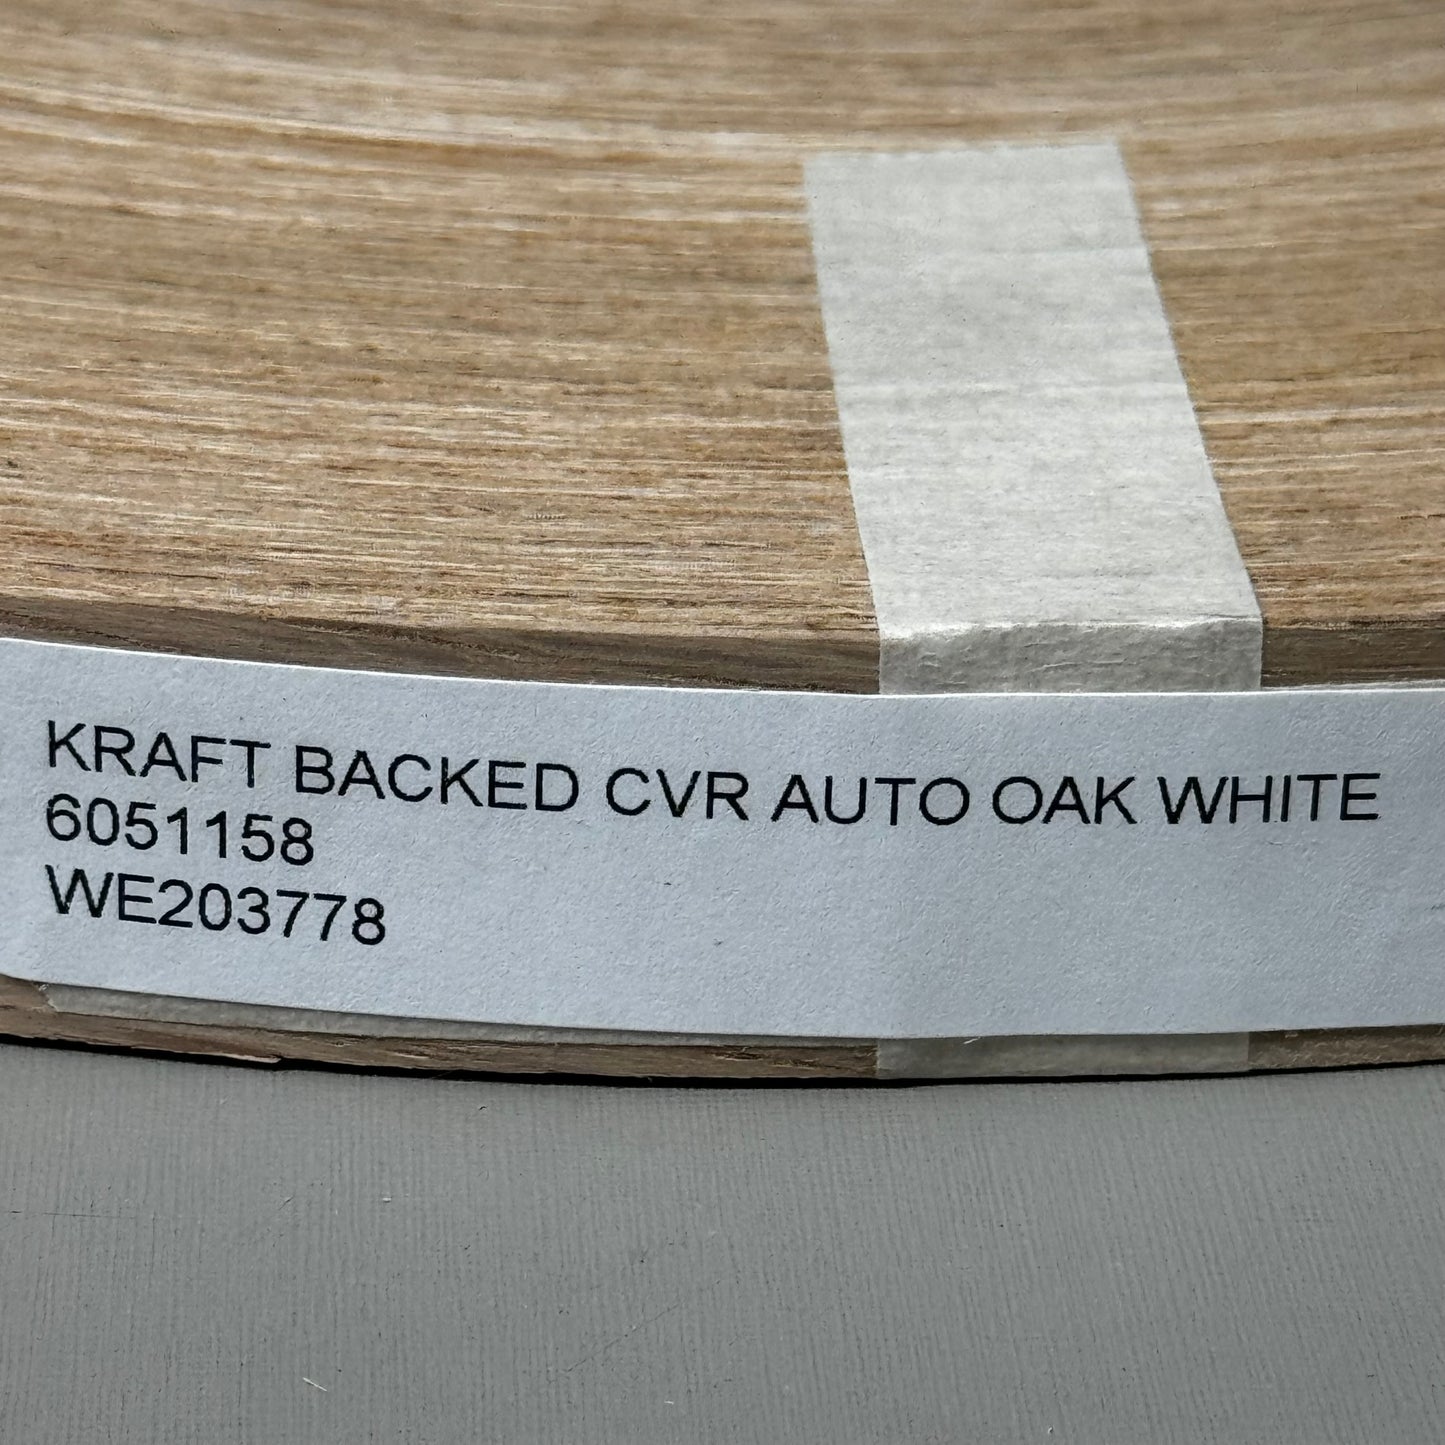 KRAFT BACKED CVR AUTO OAK WHITE
6051158
WE203778